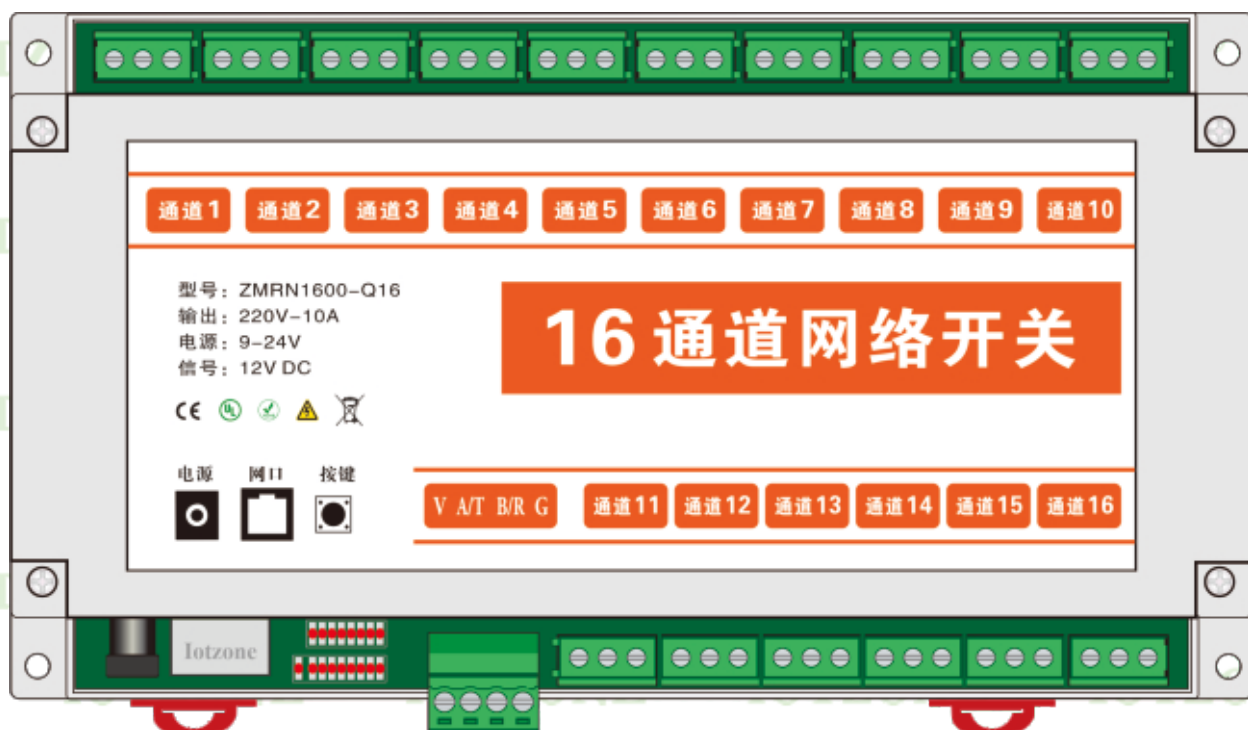 通道1 通道2 通道3 通道4 通道5 通道6 通道7 通道8 通道9 通道10
型号：ZMRN1600-Q16
输出：220V-10A
电源：9-24V
信号：12V DC
16通道网络开关
CE UL
电源 网口 按键
V A/T B/R G 通道11 通道12 通道13 通道14 通道15 通道16
Iotzone